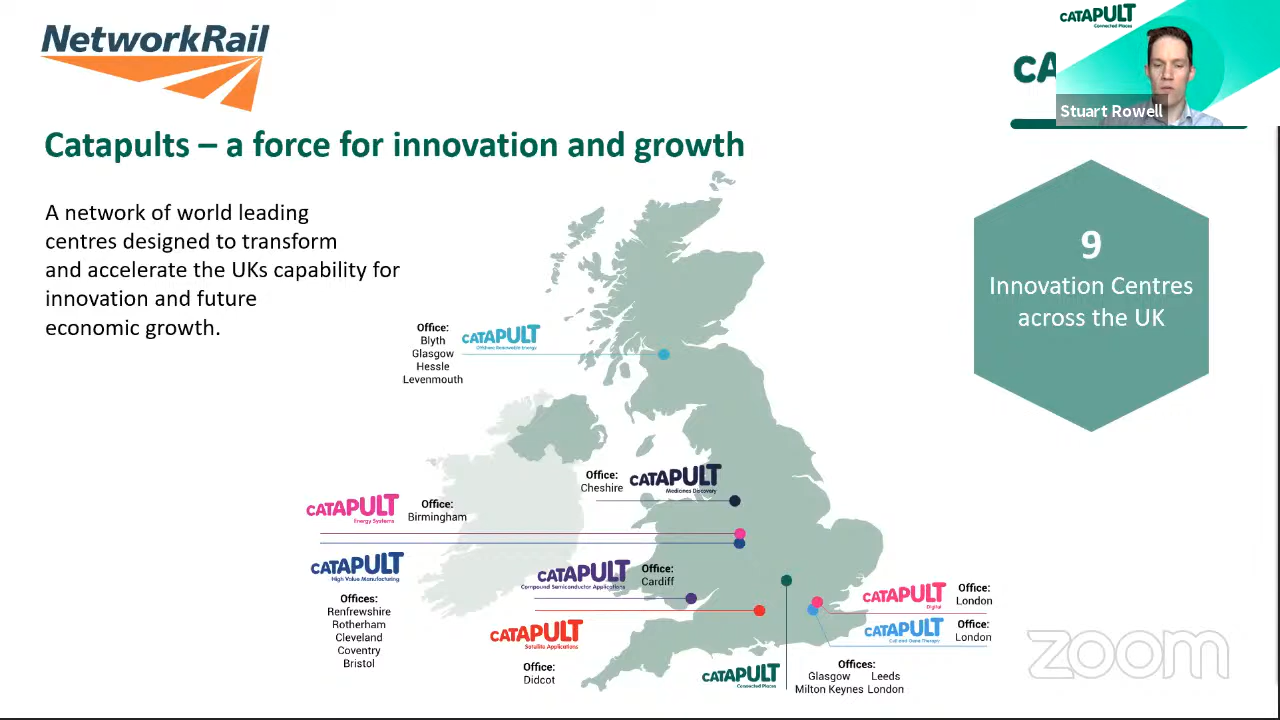 NetworkRail
CATAPULT
Connected Places
CA
Stuart Rowell
Catapults – a force for innovation and growth
A network of world leading
centres designed to transform
and accelerate the UKs capability for
innovation and future
economic growth.
9
Innovation Centres
across the UK
Office:
Blyth
Glasgow
Hessle
Levenmouth
CATAPULT
Offshore Renewable Energy
Office:
Cheshire
CATAPULT
Medicines Discovery
CATAPULT
Energy Systems
Office:
Birmingham
CATAPULT
High Value Manufacturing
Offices:
Renfrewshire
Rotherham
Cleveland
Coventry
Bristol
CATAPULT
Compound Semiconductor Applications
Office:
Cardiff
CATAPULT
Satellite Applications
Office:
Didcot
CATAPULT
Connected Places
Offices:
Glasgow Leeds
Milton Keynes London
CATAPULT
Digital
Office:
London
CATAPULT
Cell and Gene Therapy
Office:
London
zoom